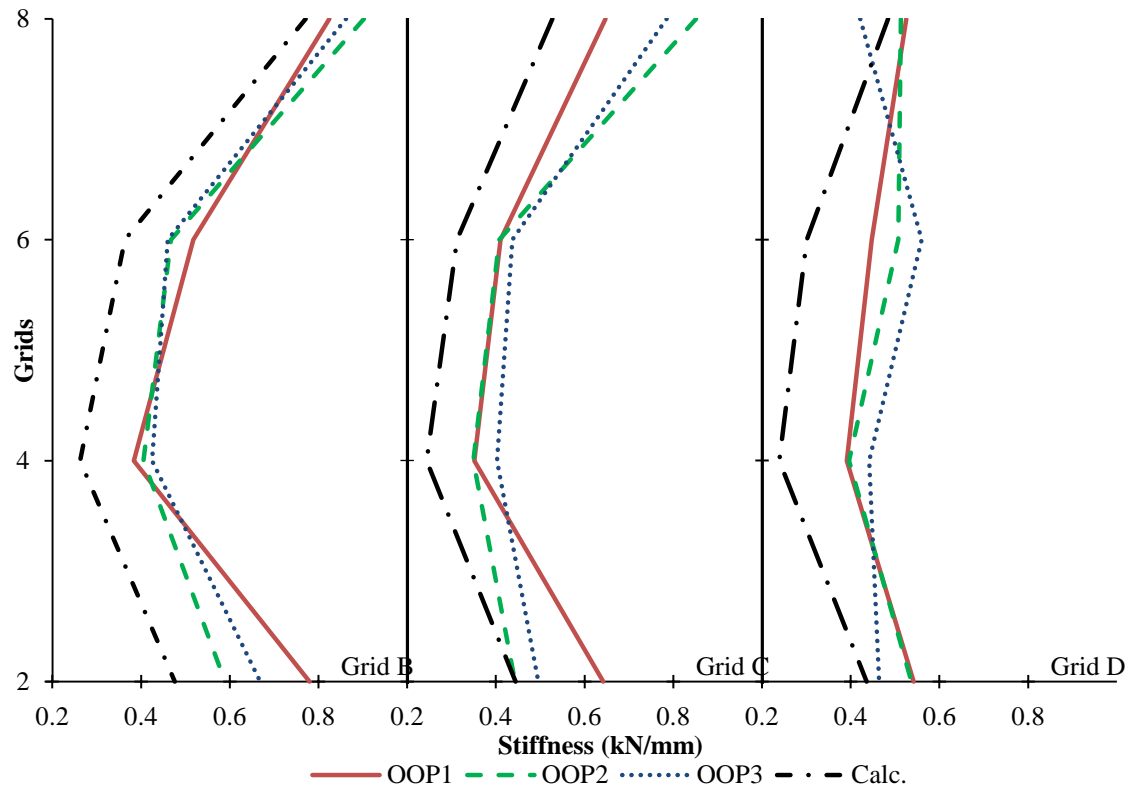 8
6
4
2
Grids
Grid B
Grid C
Grid D
0.2 0.4 0.6 0.8 0.2 0.4 0.6 0.8 0.2 0.4 0.6 0.8
Stiffness (kN/mm)
OOP1 OOP2 OOP3 Calc.